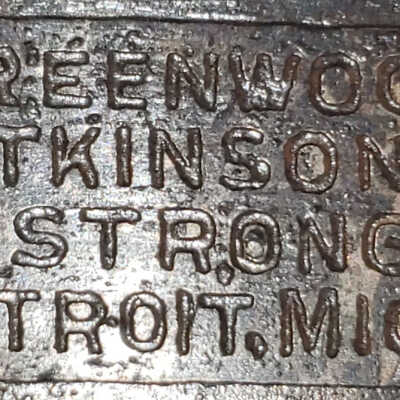 REENWOO
TKINSON
STRONG
TROIT, MIC